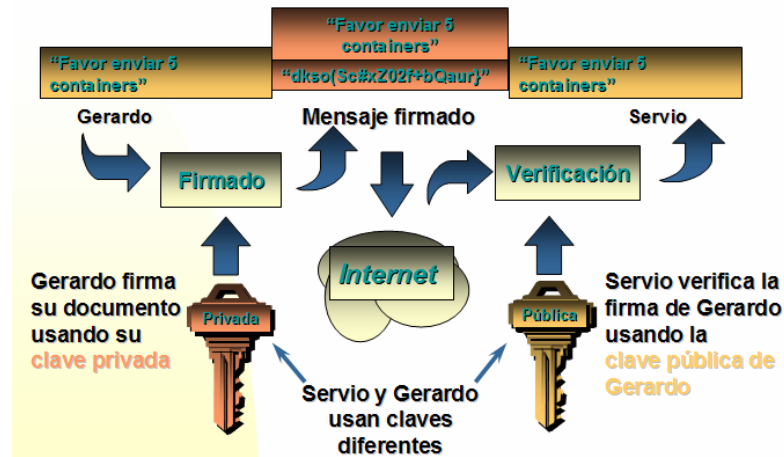 “Favor enviar 5
containers”
“Favor enviar 5
containers”
“dkso(Sc#xZ02f+bQaur}”
“Favor enviar 5
containers”
Gerardo
Mensaje firmado
Servio
Firmado
Verificación
Internet
Gerardo firma
su documento
usando su
clave privada
Privada
Pública
Servio verifica la
firma de Gerardo
usando la
clave pública de
Gerardo
Servio y Gerardo
usan claves
diferentes